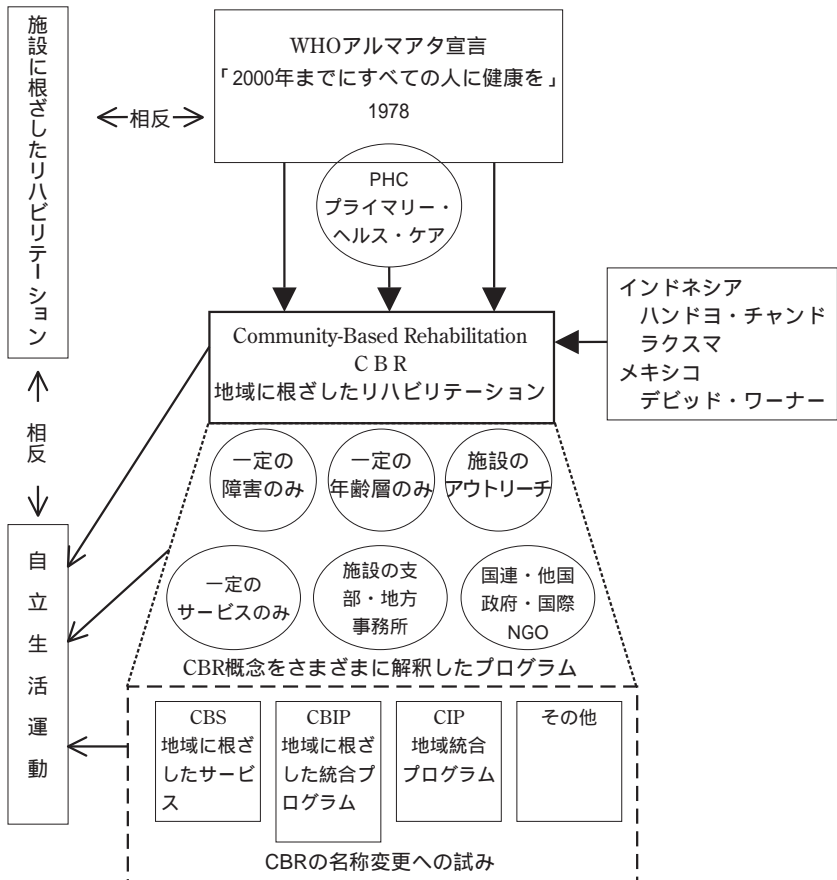 施設に根ざしたリハビリテーション
WHOアルマアタ宣言
「2000年までにすべての人に健康を」
1978
相反
PHC
プライマリー・
ヘルス・ケア
インドネシア
ハンドヨ・チャンド
ラクスマ
メキシコ
デビッド・ワーナー
Community-Based Rehabilitation
C B R
地域に根ざしたリハビリテーション
相反
自立生活運動
一定の
障害のみ
一定の
年齢層のみ
施設の
アウトリーチ
一定の
サービスのみ
施設の支
部・地方
事務所
国連・他国
政府・国際
NGO
CBR概念をさまざまに解釈したプログラム
CBS
地域に根ざ
したサービ
ス
CBIP
地域に根ざ
した統合プ
ログラム
CIP
地域統合
プログラム
その他
CBRの名称変更への試み